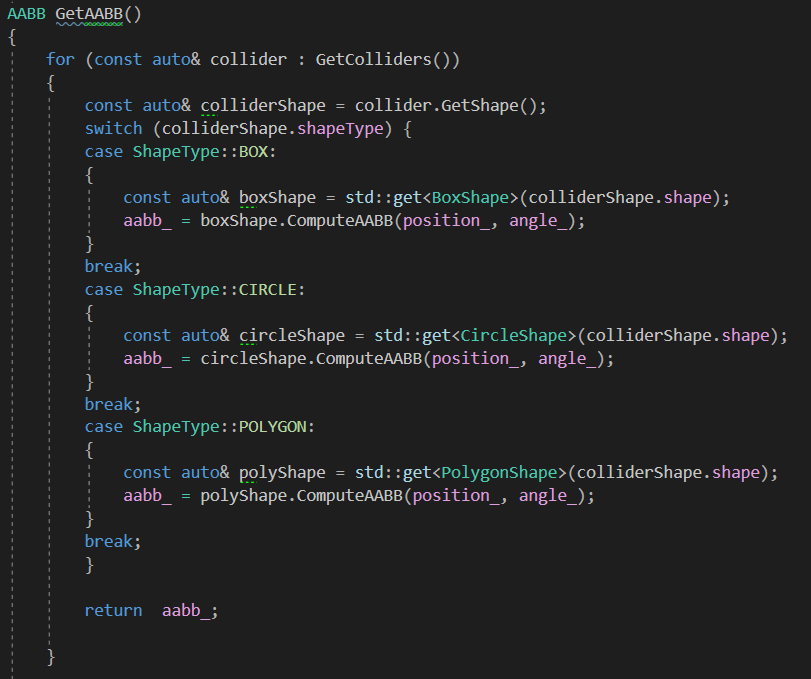 AABB GetAABB()
{
for (const auto& collider : GetColliders())
{
const auto& colliderShape = collider.GetShape();
switch (colliderShape.shapeType) {
case ShapeType::BOX:
{
const auto& boxShape = std::get<BoxShape>(colliderShape.shape);
aabb_ = boxShape.ComputeAABB(position_, angle_);
}
break;
case ShapeType::CIRCLE:
{
const auto& circleShape = std::get<CircleShape>(colliderShape.shape);
aabb_ = circleShape.ComputeAABB(position_, angle_);
}
break;
case ShapeType::POLYGON:
{
const auto& polyShape = std::get<PolygonShape>(colliderShape.shape);
aabb_ = polyShape.ComputeAABB(position_, angle_);
}
break;
}
return  aabb_;
}